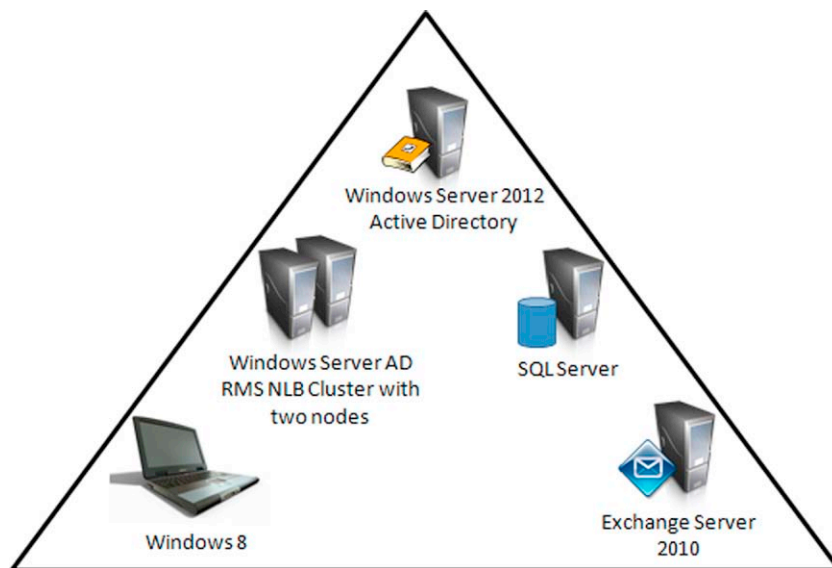 Windows Server 2012
Active Directory
Windows Server AD
RMS NLB Cluster with
two nodes
SQL Server
Windows 8
Exchange Server
2010